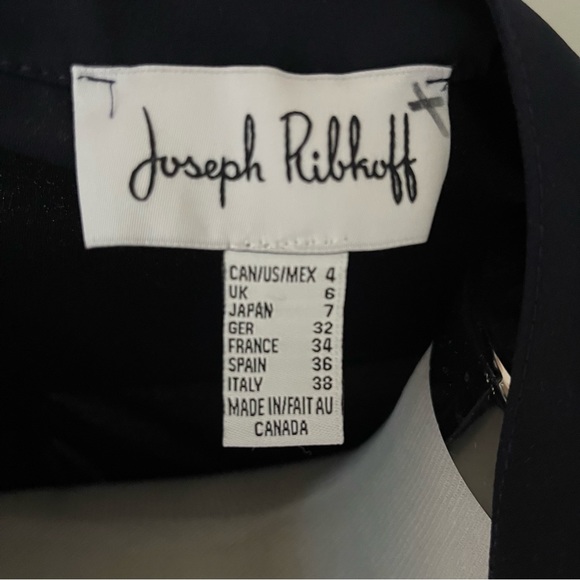 Joseph Ribkoff
CAN/US/MEX 4
UK 6
JAPAN 7
GER 32
FRANCE 34
SPAIN 36
ITALY 38
MADE IN/FAIT AU
CANADA